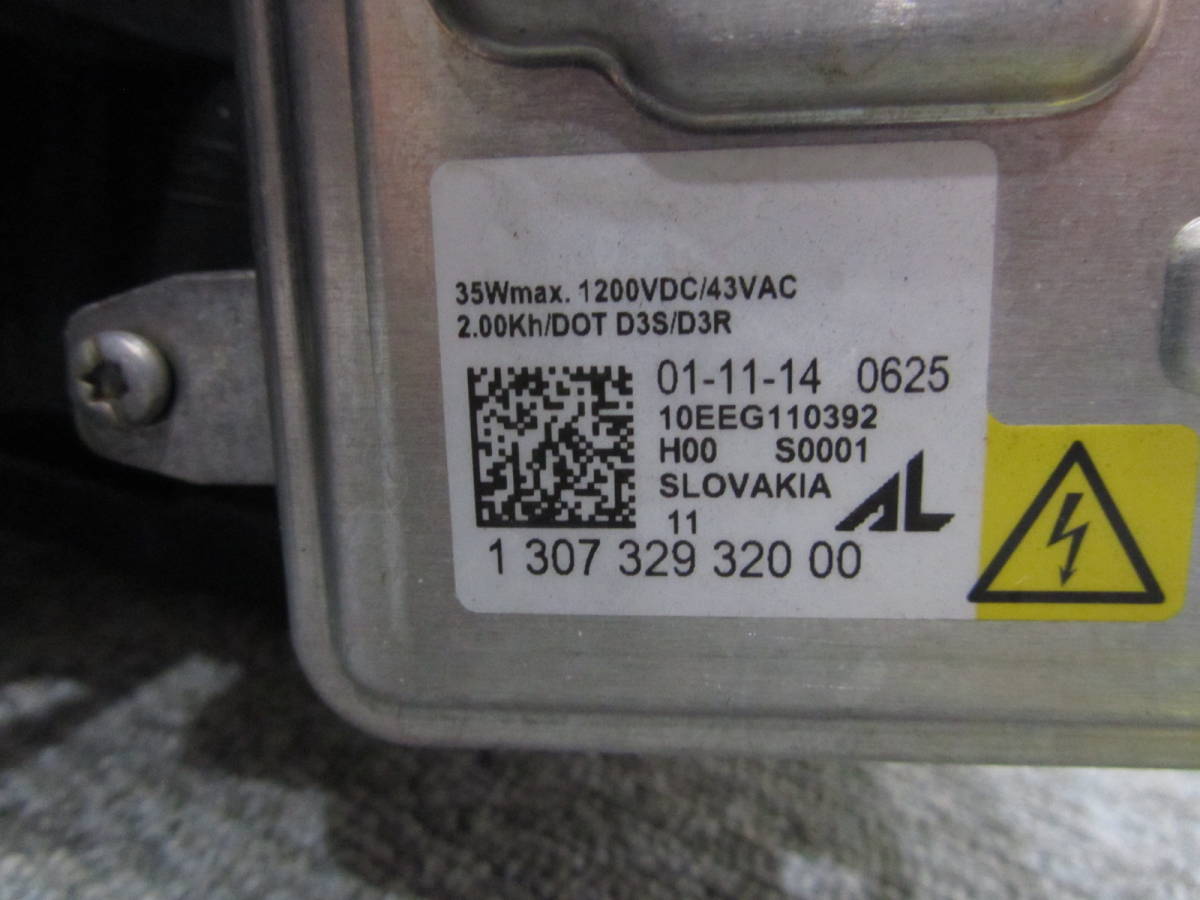 35Wmax. 1200VDC/43VAC
2.00Kh/DOT D3S/D3R
01-11-14 0625
10EEG110392
H00 S0001
SLOVAKIA
AL
11
1 307 329 320 00